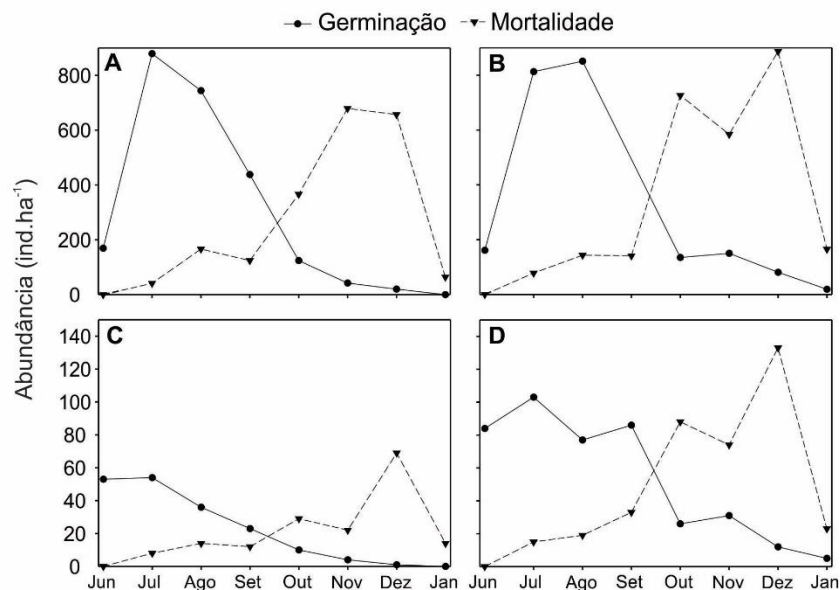 Germinação Mortalidade
A B
Abundância (ind.ha⁻¹)
800
600
400
200
0
C D
140
120
100
80
60
40
20
0
Jun Jul Ago Set Out Nov Dez Jan Jun Jul Ago Set Out Nov Dez Jan